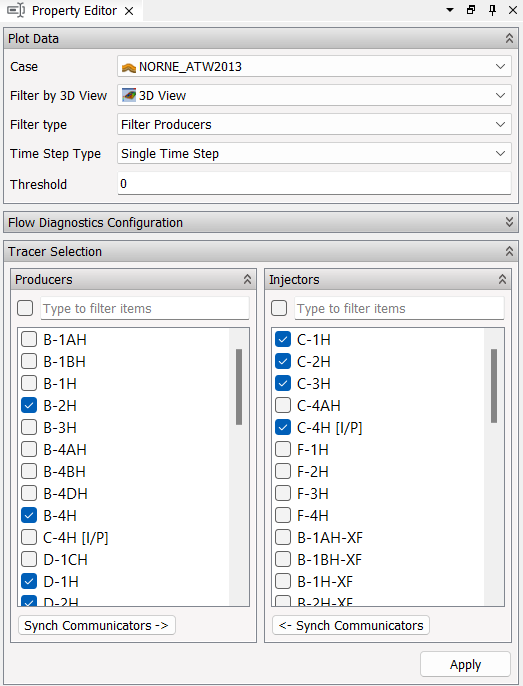 Property Editor
Plot Data
Case NORNE_ATW2013
Filter by 3D View 3D View
Filter type Filter Producers
Time Step Type Single Time Step
Threshold 0
Flow Diagnostics Configuration
Tracer Selection
Producers
Type to filter items
B-1AH
B-1BH
B-1H
B-2H
B-3H
B-4AH
B-4BH
B-4DH
B-4H
C-4H [I/P]
D-1CH
D-1H
D-2H
Synch Communicators ->
Injectors
Type to filter items
C-1H
C-2H
C-3H
C-4AH
C-4H [I/P]
F-1H
F-2H
F-3H
F-4H
B-1AH-XF
B-1BH-XF
B-1H-XF
B-2H-XF
<- Synch Communicators
Apply